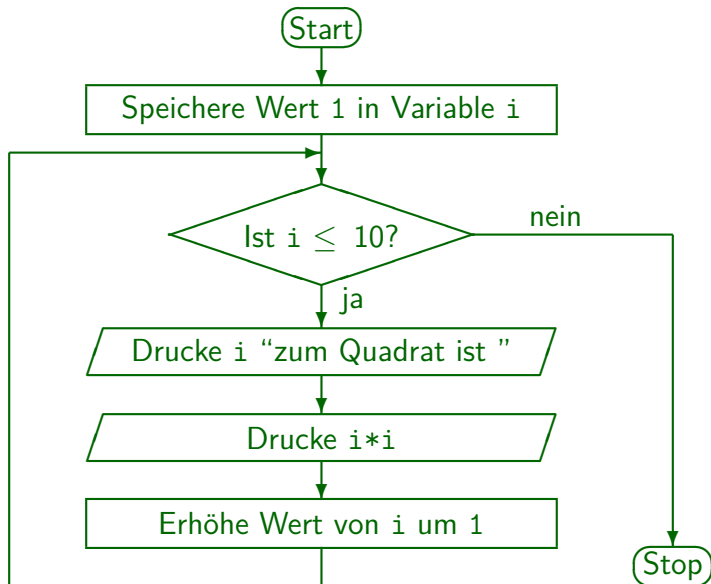 Start
Speichere Wert 1 in Variable i
Ist i ≤ 10?
nein
ja
Drucke i “zum Quadrat ist ”
Drucke i*i
Erhöhe Wert von i um 1
Stop